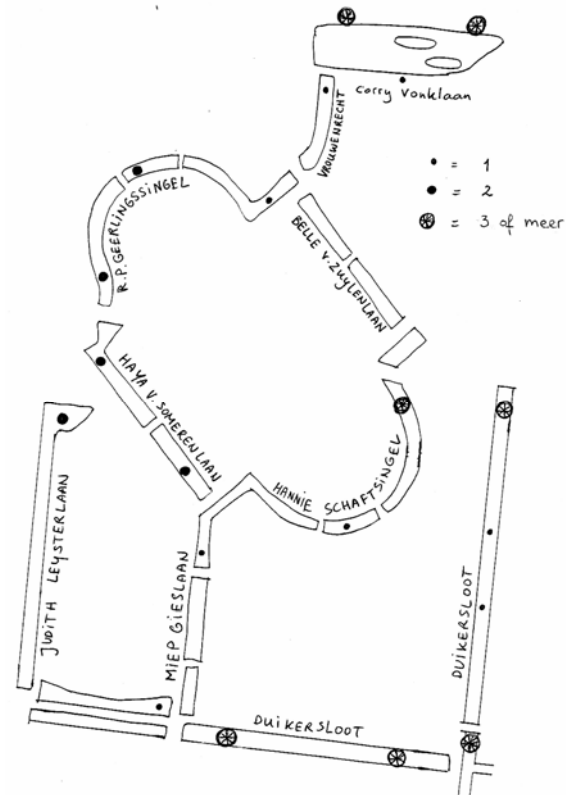 Corry Vonklaan
VROUWENRECHT
• = 1
• = 2
= 3 of meer
R.P. GEERLINGSSINGEL
BELLE V. ZUYLENLAAN
HAYA V. SOMERENLAAN
HANNIE SCHAFTSINGEL
JUDITH LEYSTERLAAN
MIEP GIESLAAN
DUIKERSLOOT
DUIKERSLOOT